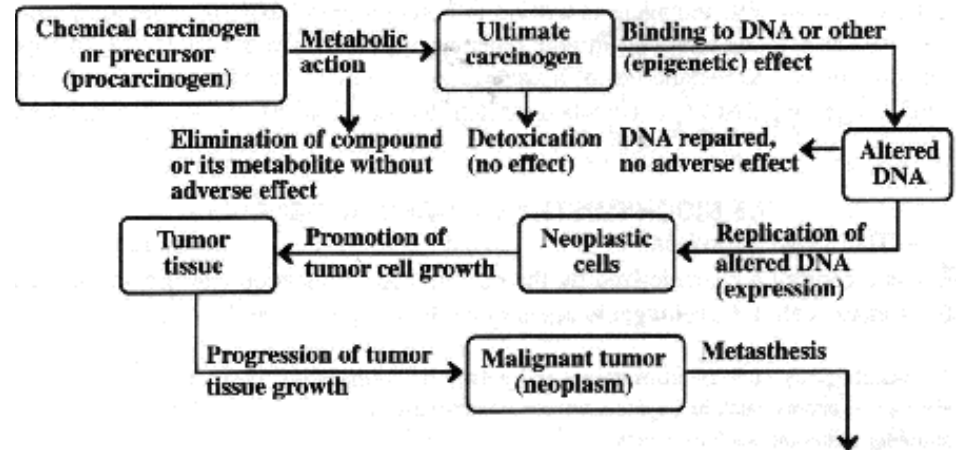 Chemical carcinogen
or precursor
(procarcinogen)
Metabolic
action
Ultimate
carcinogen
Binding to DNA or other
(epigenetic) effect
Elimination of compound
or its metabolite without
adverse effect
Detoxication
(no effect)
DNA repaired,
no adverse effect
Altered
DNA
Replication of
altered DNA
(expression)
Neoplastic
cells
Promotion of
tumor cell growth
Tumor
tissue
Progression of tumor
tissue growth
Malignant tumor
(neoplasm)
Metasthesis